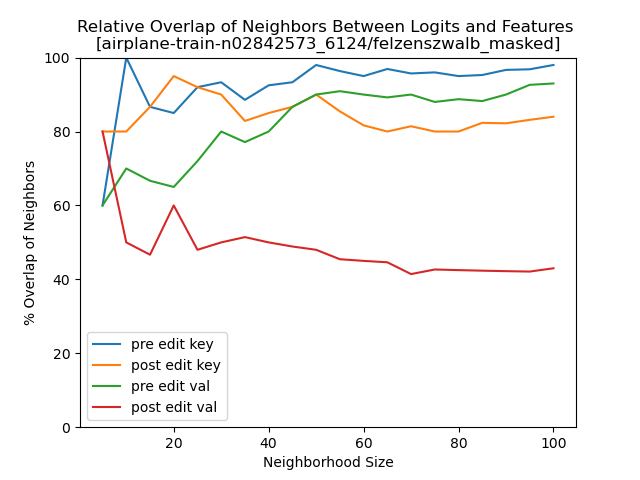 Relative Overlap of Neighbors Between Logits and Features
[airplane-train-n02842573_6124/felzenszwalb_masked]
100
80
60
40
20
0
% Overlap of Neighbors
pre edit key
post edit key
pre edit val
post edit val
20 40 60 80 100
Neighborhood Size